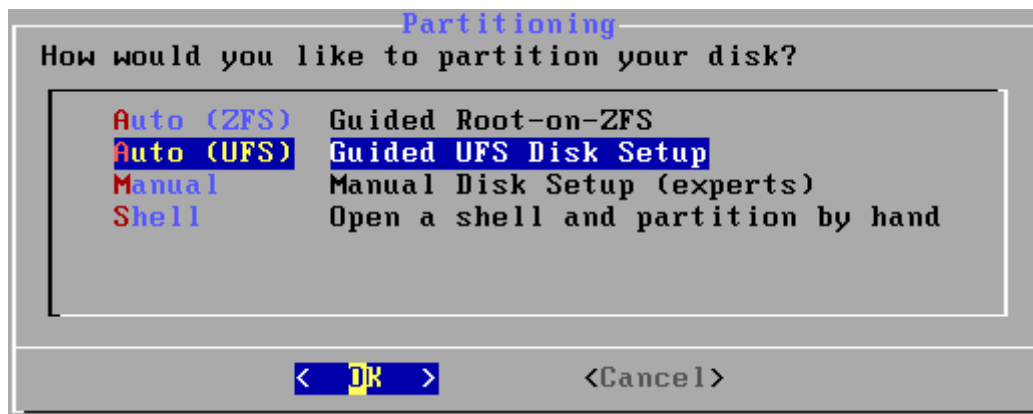 Partitioning
How would you like to partition your disk?
Auto (ZFS) Guided Root-on-ZFS
Auto (UFS) Guided UFS Disk Setup
Manual Manual Disk Setup (experts)
Shell Open a shell and partition by hand
< OK > <Cancel>